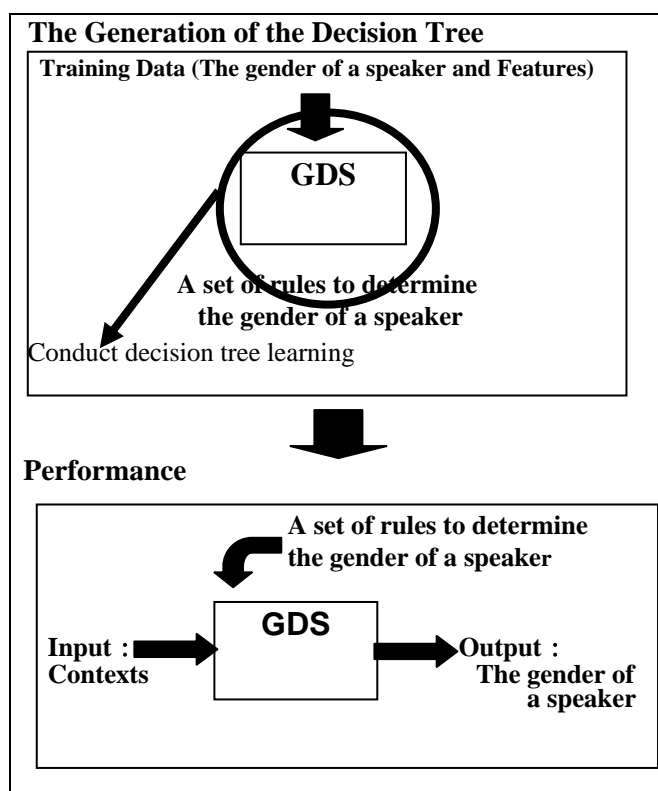 The Generation of the Decision Tree
Training Data (The gender of a speaker and Features)
GDS
A set of rules to determine
the gender of a speaker
Conduct decision tree learning
Performance
A set of rules to determine
the gender of a speaker
GDS
Input :
Contexts
Output :
The gender of
a speaker